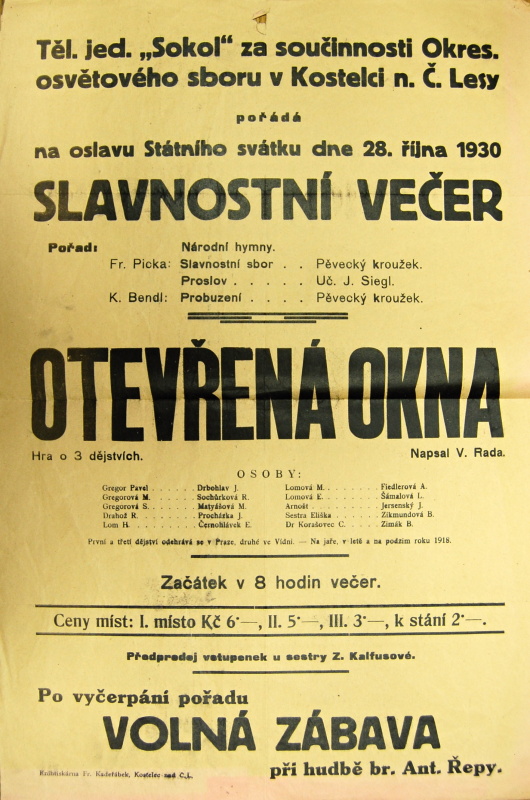 Těl. jed. „Sokol“ za součinnosti Okres.
osvětového sboru v Kostelci n. Č. Lesy
pořádá
na oslavu Státního svátku dne 28. října 1930
SLAVNOSTNÍ VEČER
Pořad: Národní hymny.
Fr. Picka: Slavnostní sbor . . Pěvecký kroužek.
Proslov . . . . . Uč. J. Siegl.
K. Bendl: Probuzení . . . . Pěvecký kroužek.
OTEVŘENÁ OKNA
Hra o 3 dějstvích. Napsal V. Rada.
OSOBY:
Gregor Pavel . . . . . . Drbohlav J. Lomová M. . . . . . . Fiedlerová A.
Gregorová M. . . . . . Sochůrková R. Lomová E. . . . . . . Šámalová L.
Gregorová S. . . . . . Matyášová M. Arnošt . . . . . . . Jersenský J.
Drahož R. . . . . . . Procházka J. Sestra Eliška . . . . . Zikmundová B.
Lom H. . . . . . . . Černohlávek E. Dr Korašovec C. . . . . Zimák B.
První a třetí dějství odehrává se v Praze, druhé ve Vídni. — Na jaře, v létě a na podzim roku 1918.
Začátek v 8 hodin večer.
Ceny míst: I. místo Kč 6·—, II. 5·—, III. 3·—, k stání 2·—.
Předprodej vstupenek u sestry Z. Kalfusové.
Po vyčerpání pořadu
VOLNÁ ZÁBAVA
při hudbě br. Ant. Řepy.
Knihtiskárna Fr. Kadeřábek, Kostelec nad Č.L.